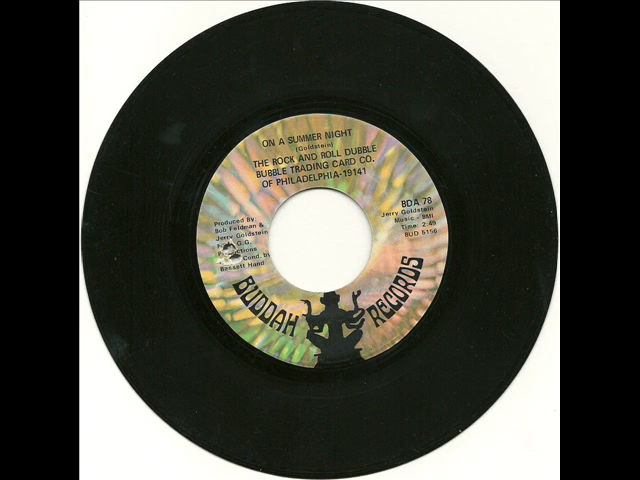 ON A SUMMER NIGHT
(Goldstein)
THE ROCK AND ROLL DUBBLE
BUBBLE TRADING CARD CO.
OF PHILADELPHIA-19141
Produced By:
Bob Feldman &
Jerry Goldstein
G.G.
Cond. by
Bassett Hand
BDA 78
Jerry Goldstein
Music - BMI
Time: 2:45
BUD 5156
BUDDAH RECORDS